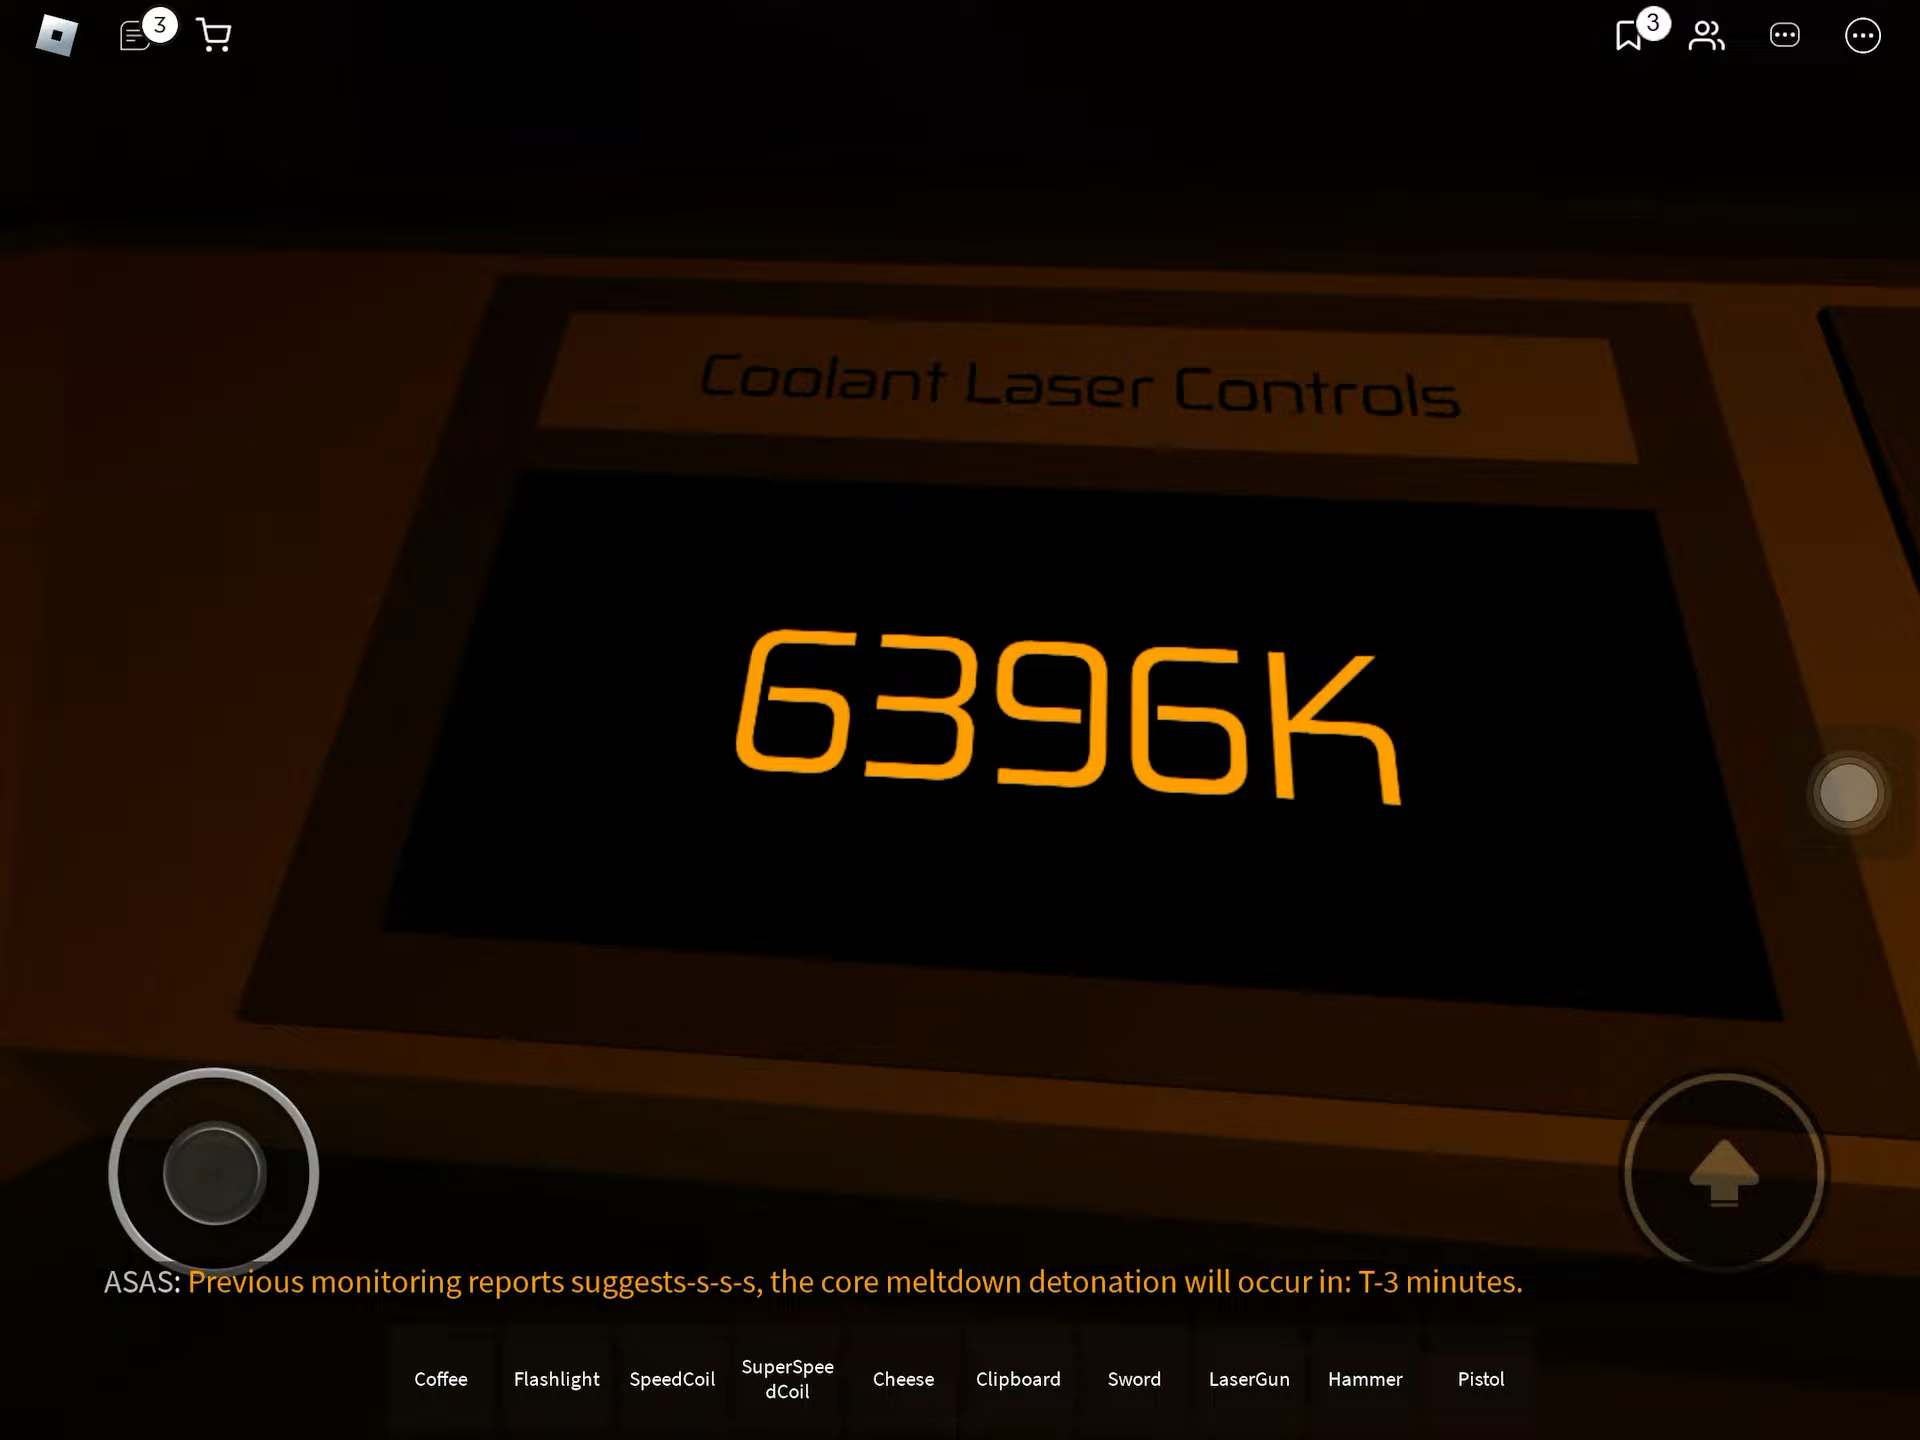 3
3
Coolant Laser Controls
6396K
ASAS: Previous monitoring reports suggests-s-s-s, the core meltdown detonation will occur in: T-3 minutes.
Coffee
Flashlight
SpeedCoil
SuperSpee
dCoil
Cheese
Clipboard
Sword
LaserGun
Hammer
Pistol